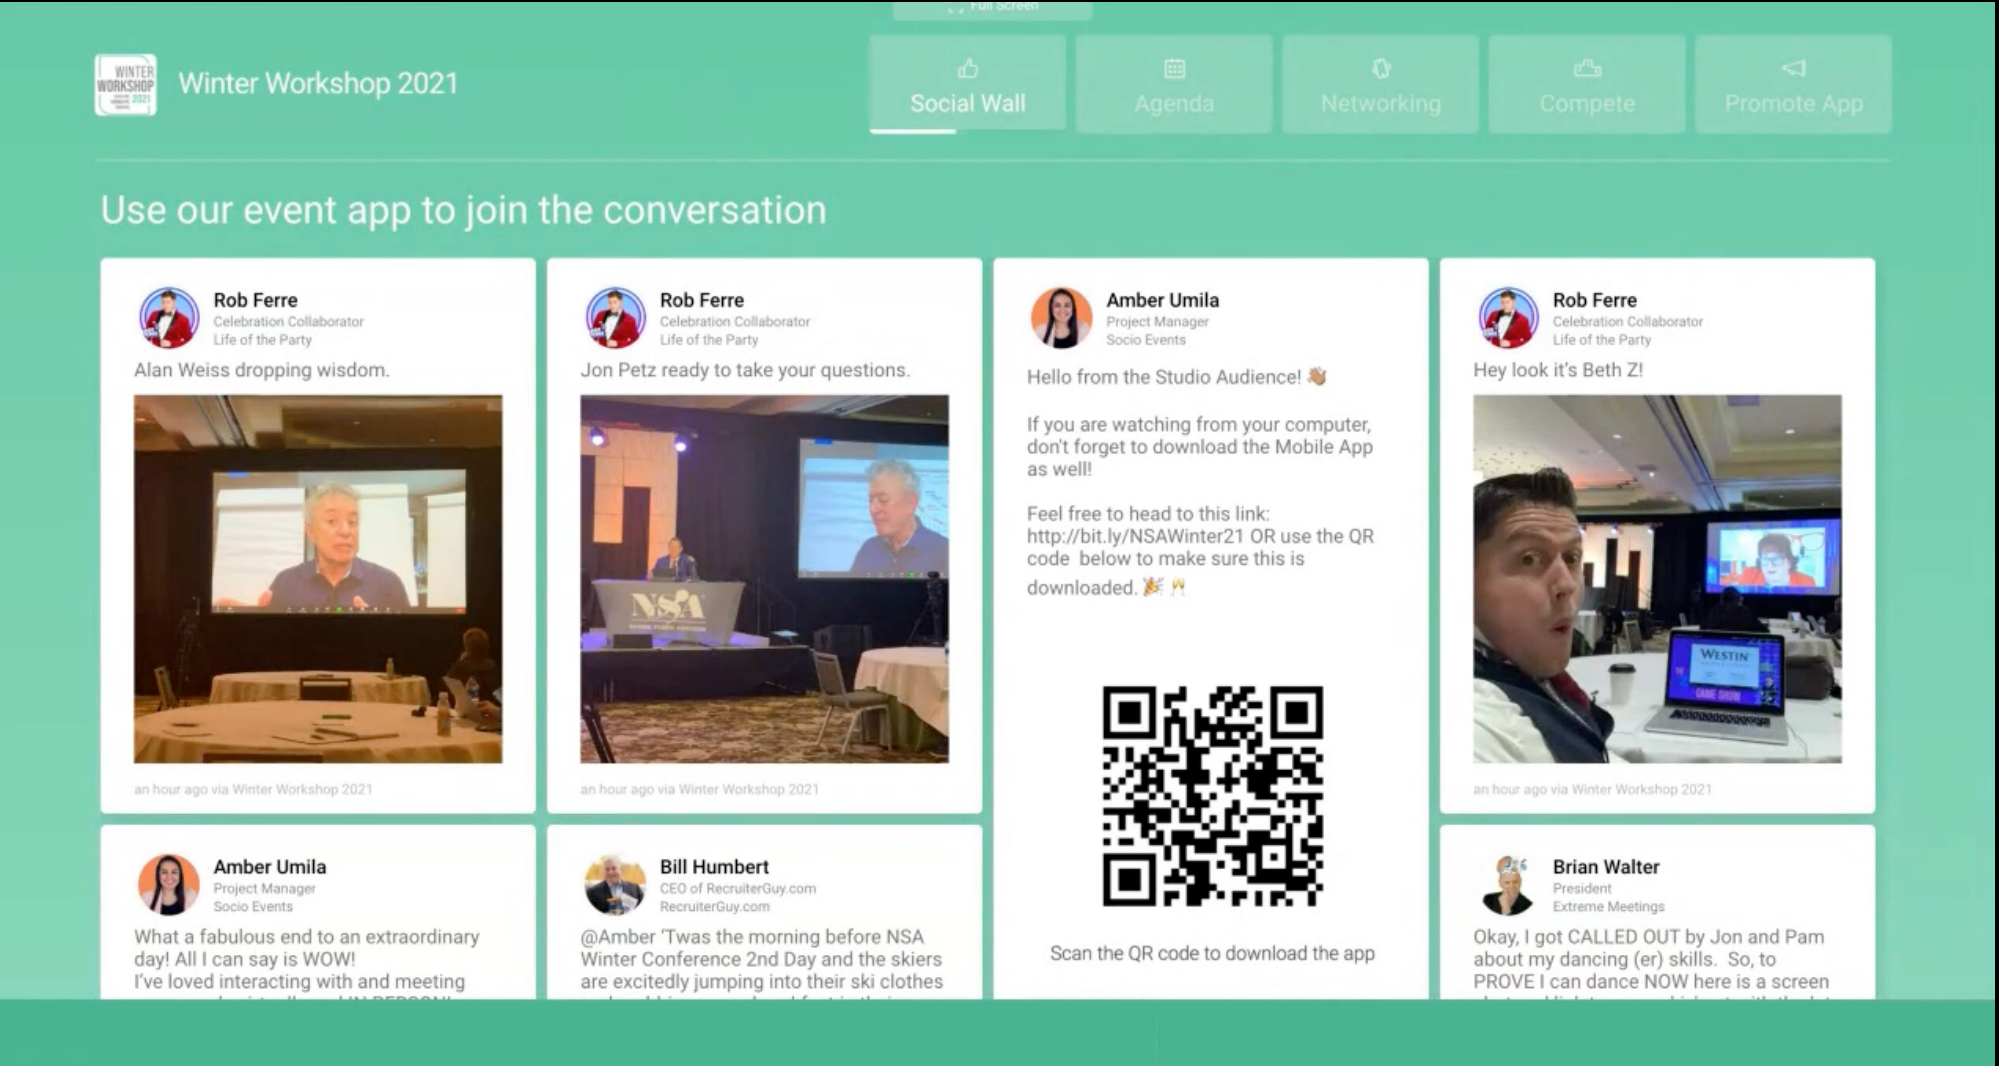 Full Screen
WINTER
WORKSHOP
2021
Winter Workshop 2021
Social Wall
Agenda
Networking
Compete
Promote App
Use our event app to join the conversation
Rob Ferre
Celebration Collaborator
Life of the Party
Alan Weiss dropping wisdom.
an hour ago via Winter Workshop 2021
Rob Ferre
Celebration Collaborator
Life of the Party
Jon Petz ready to take your questions.
NSA
an hour ago via Winter Workshop 2021
Amber Umila
Project Manager
Socio Events
Hello from the Studio Audience! 👋🏽
If you are watching from your computer,
don't forget to download the Mobile App
as well!
Feel free to head to this link:
http://bit.ly/NSAWinter21 OR use the QR
code  below to make sure this is
downloaded. 🎉 🥂
Scan the QR code to download the app
Rob Ferre
Celebration Collaborator
Life of the Party
Hey look it's Beth Z!
WESTIN
GAME SHOW
an hour ago via Winter Workshop 2021
Amber Umila
Project Manager
Socio Events
What a fabulous end to an extraordinary
day! All I can say is WOW!
I've loved interacting with and meeting
Bill Humbert
CEO of RecruiterGuy.com
RecruiterGuy.com
@Amber 'Twas the morning before NSA
Winter Conference 2nd Day and the skiers
are excitedly jumping into their ski clothes
Brian Walter
President
Extreme Meetings
Okay, I got CALLED OUT by Jon and Pam
about my dancing (er) skills.  So, to
PROVE I can dance NOW here is a screen